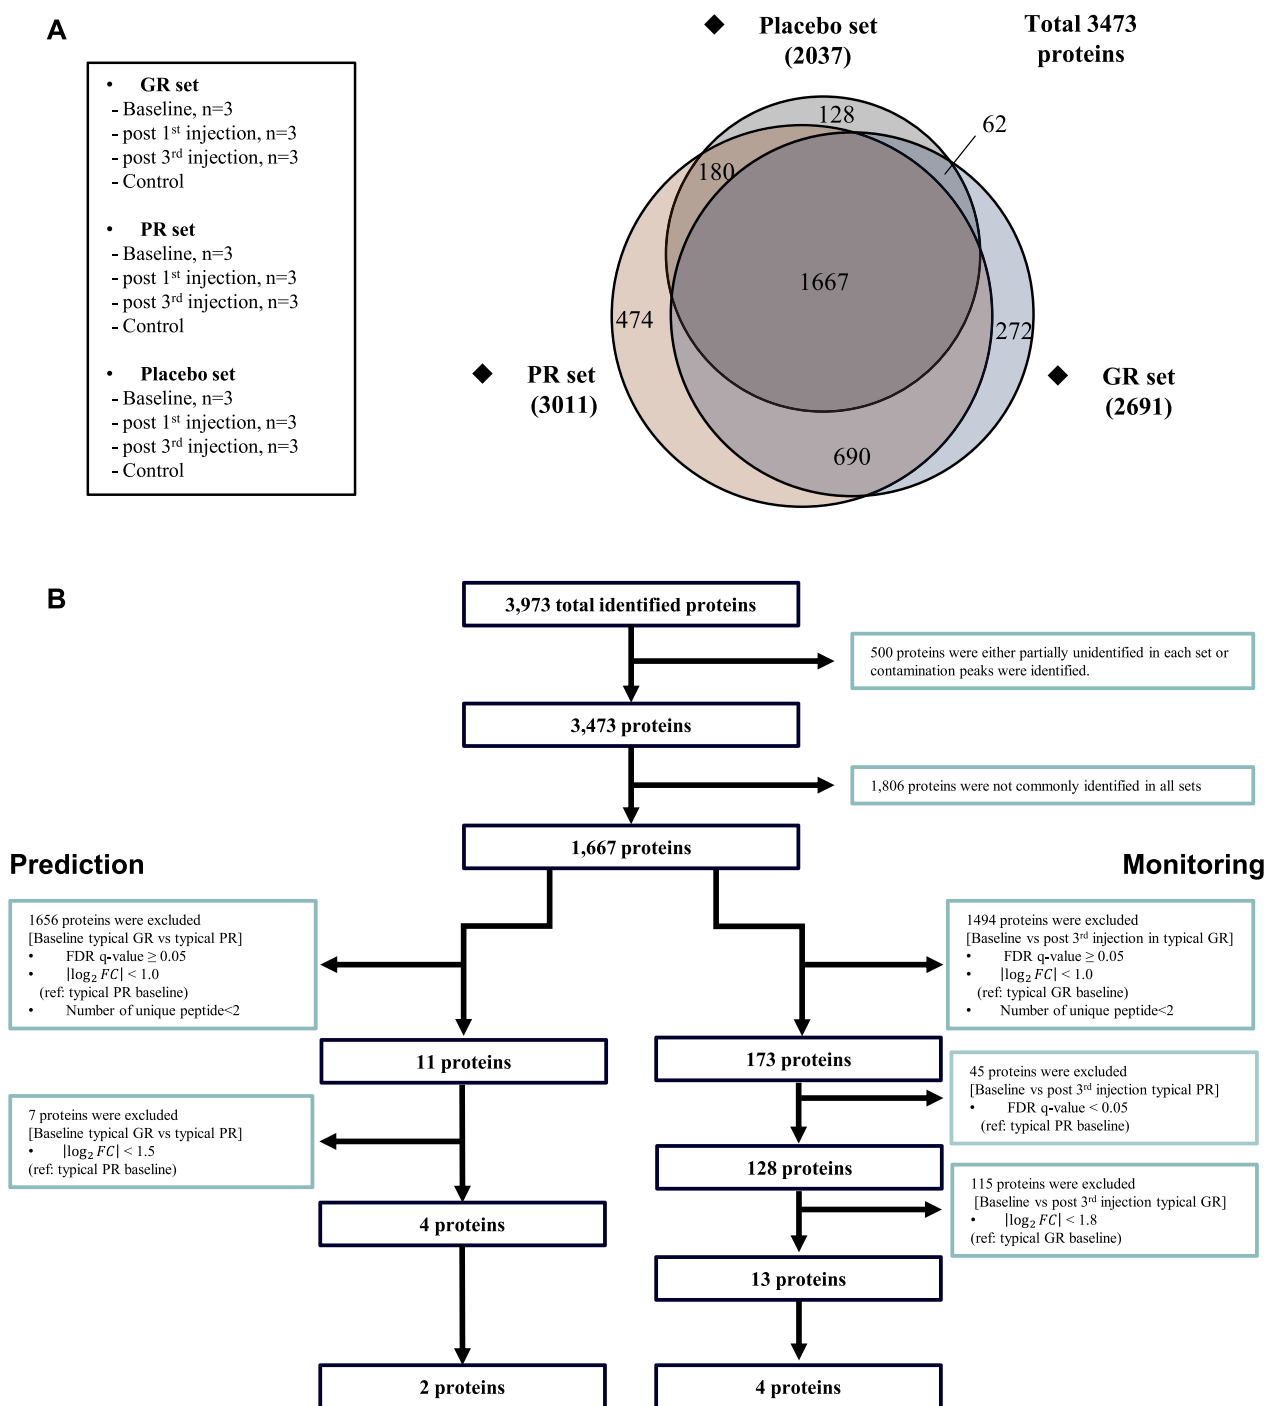 A
• GR set
- Baseline, n=3
- post 1st injection, n=3
- post 3rd injection, n=3
- Control
• PR set
- Baseline, n=3
- post 1st injection, n=3
- post 3rd injection, n=3
- Control
• Placebo set
- Baseline, n=3
- post 1st injection, n=3
- post 3rd injection, n=3
- Control
◆ Placebo set
(2037)
Total 3473
proteins
128
62
180
1667
474
272
690
◆ PR set
(3011)
◆ GR set
(2691)
B
3,973 total identified proteins
500 proteins were either partially unidentified in each set or
contamination peaks were identified.
3,473 proteins
1,806 proteins were not commonly identified in all sets
1,667 proteins
Prediction
Monitoring
1656 proteins were excluded
[Baseline typical GR vs typical PR]
• FDR q-value ≥ 0.05
• |log2 FC| < 1.0
(ref: typical PR baseline)
• Number of unique peptide<2
1494 proteins were excluded
[Baseline vs post 3rd injection in typical GR]
• FDR q-value ≥ 0.05
• |log2 FC| < 1.0
(ref: typical GR baseline)
• Number of unique peptide<2
11 proteins
173 proteins
45 proteins were excluded
[Baseline vs post 3rd injection typical PR]
• FDR q-value < 0.05
(ref: typical PR baseline)
7 proteins were excluded
[Baseline typical GR vs typical PR]
• |log2 FC| < 1.5
(ref: typical PR baseline)
128 proteins
115 proteins were excluded
[Baseline vs post 3rd injection typical GR]
• |log2 FC| < 1.8
(ref: typical GR baseline)
4 proteins
13 proteins
2 proteins
4 proteins